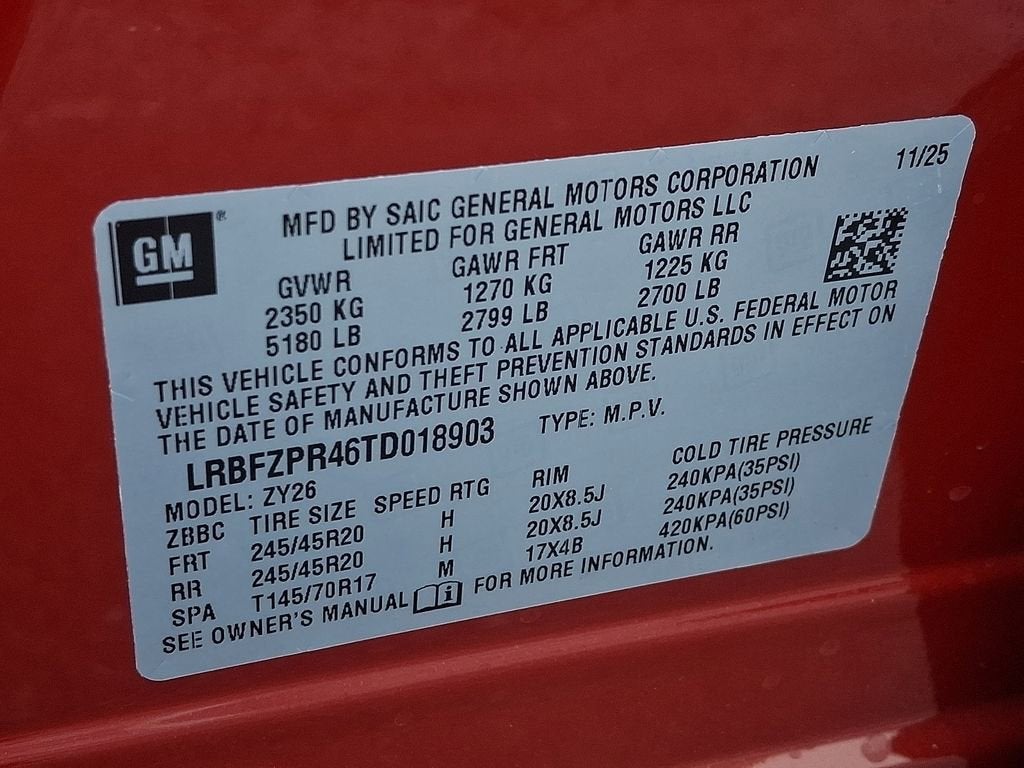 GM®
11/25
MFD BY SAIC GENERAL MOTORS CORPORATION
LIMITED FOR GENERAL MOTORS LLC
GVWR GAWR FRT GAWR RR
2350 KG 1270 KG 1225 KG
5180 LB 2799 LB 2700 LB
THIS VEHICLE CONFORMS TO ALL APPLICABLE U.S. FEDERAL MOTOR
VEHICLE SAFETY AND THEFT PREVENTION STANDARDS IN EFFECT ON
THE DATE OF MANUFACTURE SHOWN ABOVE.
LRBFZPR46TD018903 TYPE: M.P.V.
MODEL: ZY26
ZBBC TIRE SIZE SPEED RTG RIM COLD TIRE PRESSURE
FRT 245/45R20 H 20X8.5J 240KPA(35PSI)
RR 245/45R20 H 20X8.5J 240KPA(35PSI)
SPA T145/70R17 M 17X4B 420KPA(60PSI)
SEE OWNER'S MANUAL i FOR MORE INFORMATION.